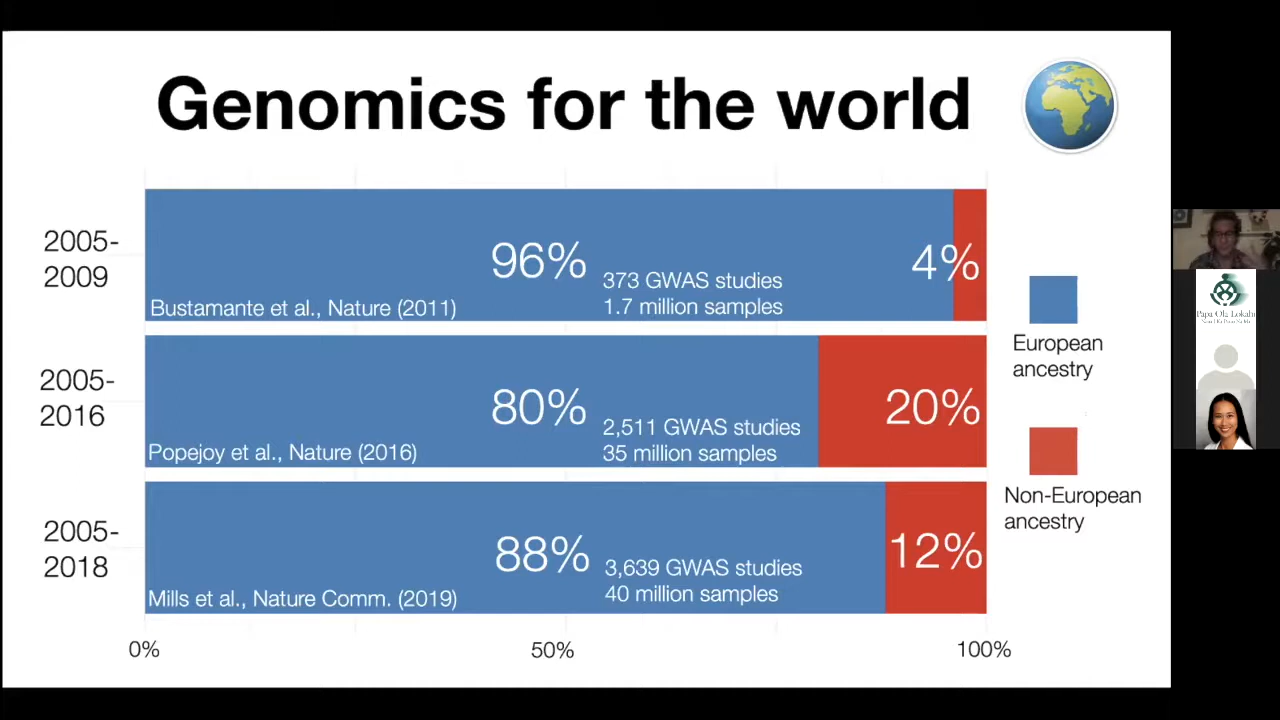 Genomics for the world
2005-
2009
96%
4%
373 GWAS studies
1.7 million samples
Bustamante et al., Nature (2011)
2005-
2016
80%
20%
2,511 GWAS studies
35 million samples
Popejoy et al., Nature (2016)
2005-
2018
88%
12%
3,639 GWAS studies
40 million samples
Mills et al., Nature Comm. (2019)
0%
50%
100%
European
ancestry
Non-European
ancestry
Papa Ola Lokahi